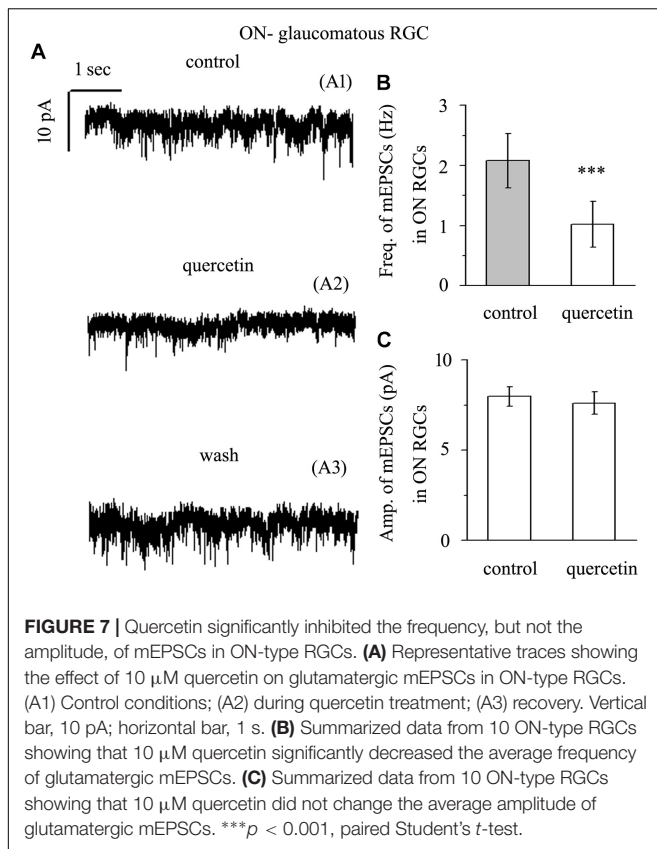 ON- glaucomatous RGC
A
1 sec
control
(A1)
10 pA
quercetin
(A2)
wash
(A3)
B
Freq. of mEPSCs (Hz)
in ON RGCs
3
2
1
0
***
control quercetin
C
Amp. of mEPSCs (pA)
in ON RGCs
10
5
0
control quercetin
FIGURE 7 | Quercetin significantly inhibited the frequency, but not the
amplitude, of mEPSCs in ON-type RGCs. (A) Representative traces showing
the effect of 10 μM quercetin on glutamatergic mEPSCs in ON-type RGCs.
(A1) Control conditions; (A2) during quercetin treatment; (A3) recovery. Vertical
bar, 10 pA; horizontal bar, 1 s. (B) Summarized data from 10 ON-type RGCs
showing that 10 μM quercetin significantly decreased the average frequency
of glutamatergic mEPSCs. (C) Summarized data from 10 ON-type RGCs
showing that 10 μM quercetin did not change the average amplitude of
glutamatergic mEPSCs. ***p < 0.001, paired Student's t-test.